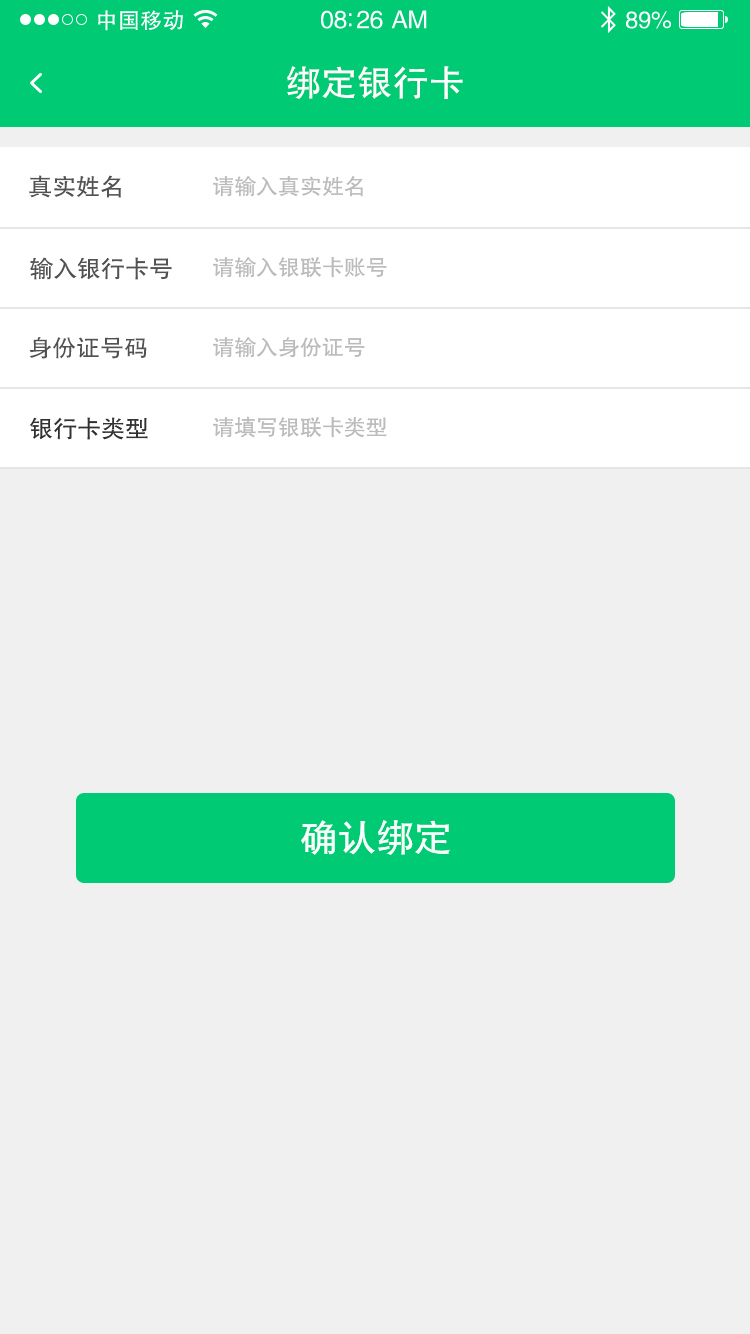 中国移动 08:26 AM 89%
绑定银行卡
真实姓名 请输入真实姓名
输入银行卡号 请输入银联卡账号
身份证号码 请输入身份证号
银行卡类型 请填写银联卡类型
确认绑定